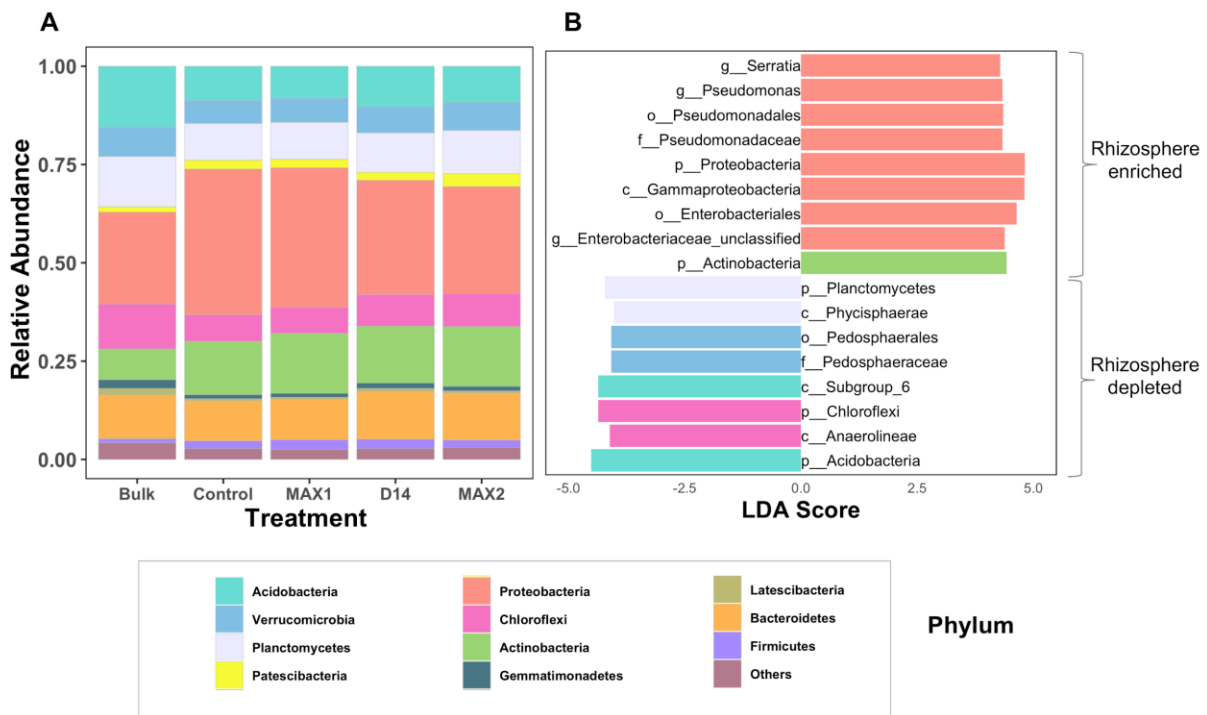 A
B
1.00
0.75
0.50
0.25
0.00
Relative Abundance
Bulk
Control
MAX1
D14
MAX2
Treatment
g__Serratia
g__Pseudomonas
o__Pseudomonadales
f__Pseudomonadaceae
p__Proteobacteria
c__Gammaproteobacteria
o__Enterobacteriales
g__Enterobacteriaceae_unclassified
p__Actinobacteria
p__Planctomycetes
c__Phycisphaerae
o__Pedosphaerales
f__Pedosphaeraceae
c__Subgroup_6
p__Chloroflexi
c__Anaerolineae
p__Acidobacteria
Rhizosphere
enriched
Rhizosphere
depleted
-5.0
-2.5
0.0
2.5
5.0
LDA Score
Acidobacteria
Verrucomicrobia
Planctomycetes
Patescibacteria
Proteobacteria
Chloroflexi
Actinobacteria
Gemmatimonadetes
Latescibacteria
Bacteroidetes
Firmicutes
Others
Phylum